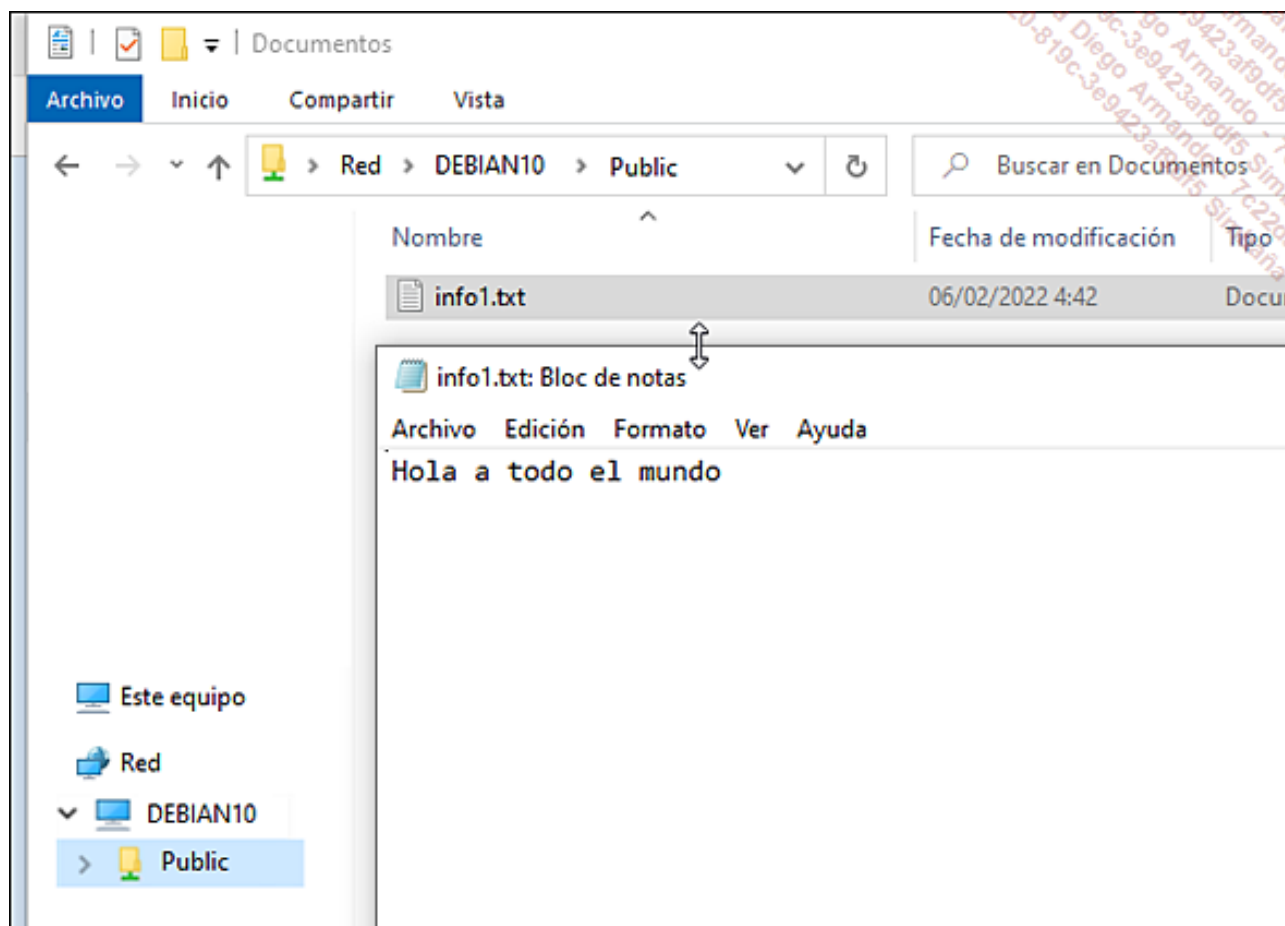 Documentos
Archivo Inicio Compartir Vista
Red > DEBIAN10 > Public
Buscar en Documentos
Nombre Fecha de modificación Tipo
info1.txt 06/02/2022 4:42
info1.txt: Bloc de notas
Archivo Edición Formato Ver Ayuda
Hola a todo el mundo
Este equipo
Red
DEBIAN10
Public